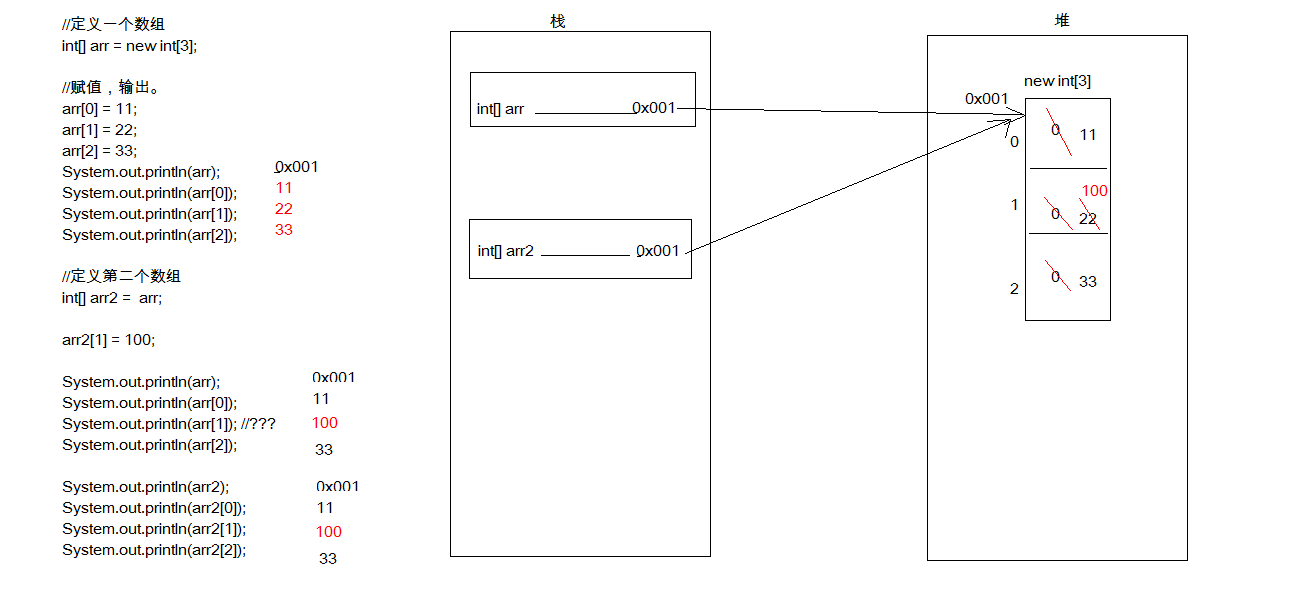 //定义一个数组
int[] arr = new int[3];
//赋值，输出。
arr[0] = 11;
arr[1] = 22;
arr[2] = 33;
System.out.println(arr); 0x001
System.out.println(arr[0]); 11
System.out.println(arr[1]); 22
System.out.println(arr[2]); 33
//定义第二个数组
int[] arr2 = arr;
arr2[1] = 100;
System.out.println(arr); 0x001
System.out.println(arr[0]); 11
System.out.println(arr[1]); //??? 100
System.out.println(arr[2]); 33
System.out.println(arr2); 0x001
System.out.println(arr2[0]); 11
System.out.println(arr2[1]); 100
System.out.println(arr2[2]); 33
栈
int[] arr 0x001
int[] arr2 0x001
堆
new int[3]
0x001
0 0 11
100
1 0 22
2 0 33